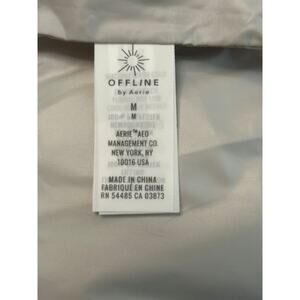 OFFLINE
by Aerie
M
M
AERIE™AEO
MANAGEMENT CO.
NEW YORK, NY
10016 USA
MADE IN CHINA
FABRIQUÉ EN CHINE
RN 54485 CA 03873